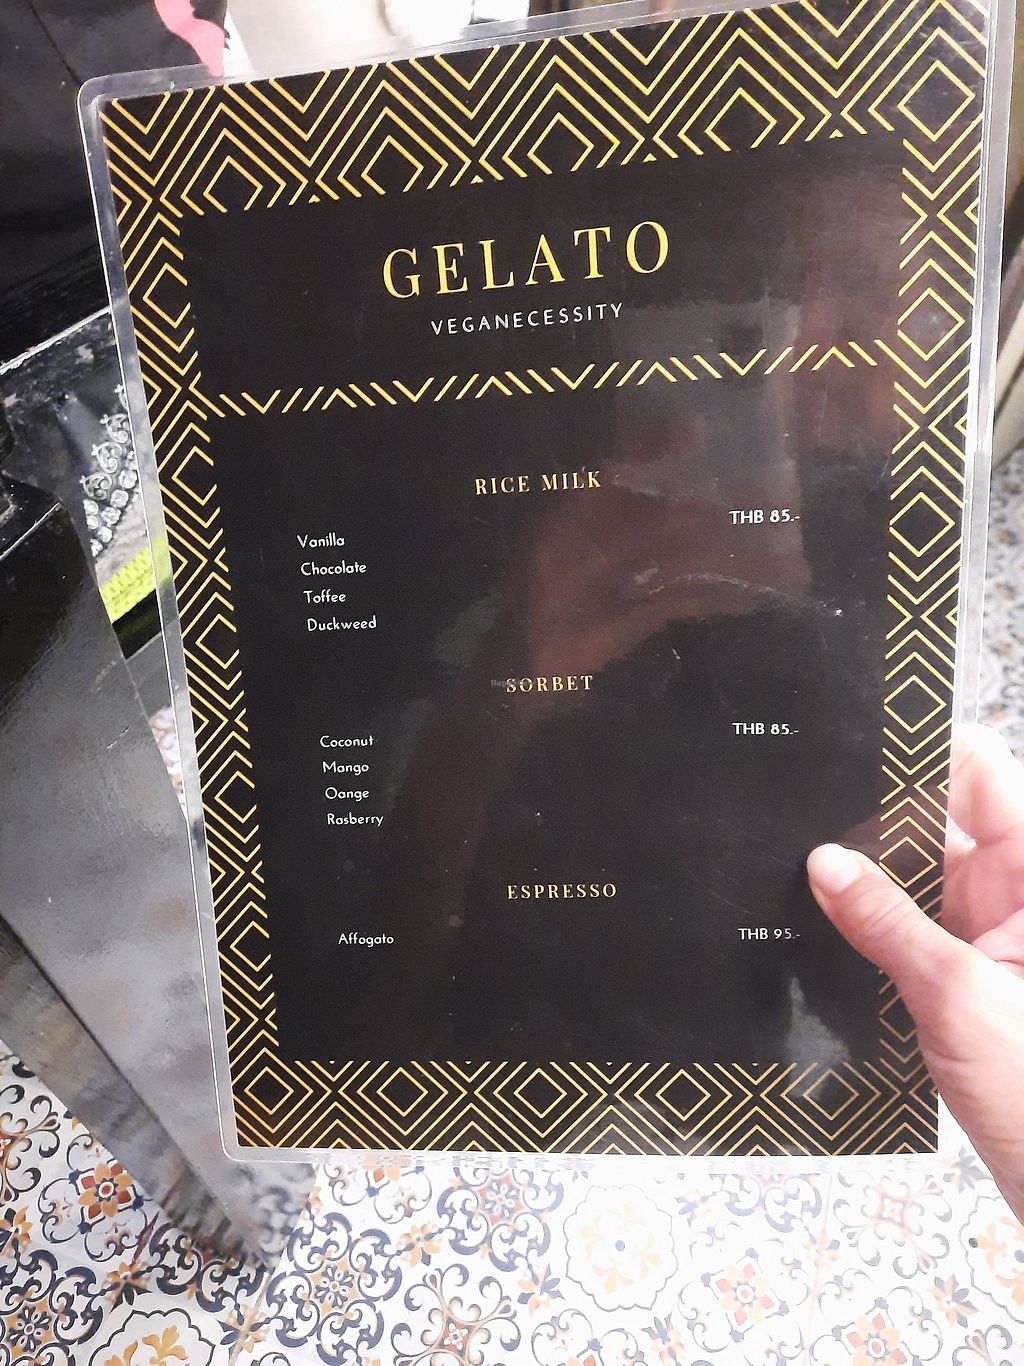 GELATO
VEGANECESSITY
RICE MILK
THB 85.-
Vanilla
Chocolate
Toffee
Duckweed
SORBET
THB 85.-
Coconut
Mango
Oange
Rasberry
ESPRESSO
Affogato THB 95.-